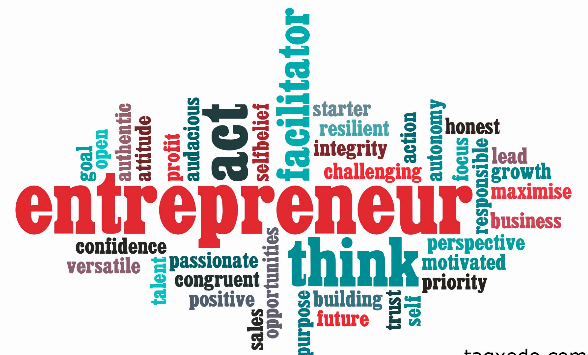 facilitator
starter
resilient
integrity
challenging
action
autonomy
honest
focus
responsible
lead
growth
maximise
business
goal
open
authentic
attitude
profit
audacious
act
selfbelief
entrepreneur
confidence
versatile
talent
passionate
congruent
positive
sales
opportunities
think
perspective
motivated
priority
purpose
building
future
trust
self
tagxedo.com